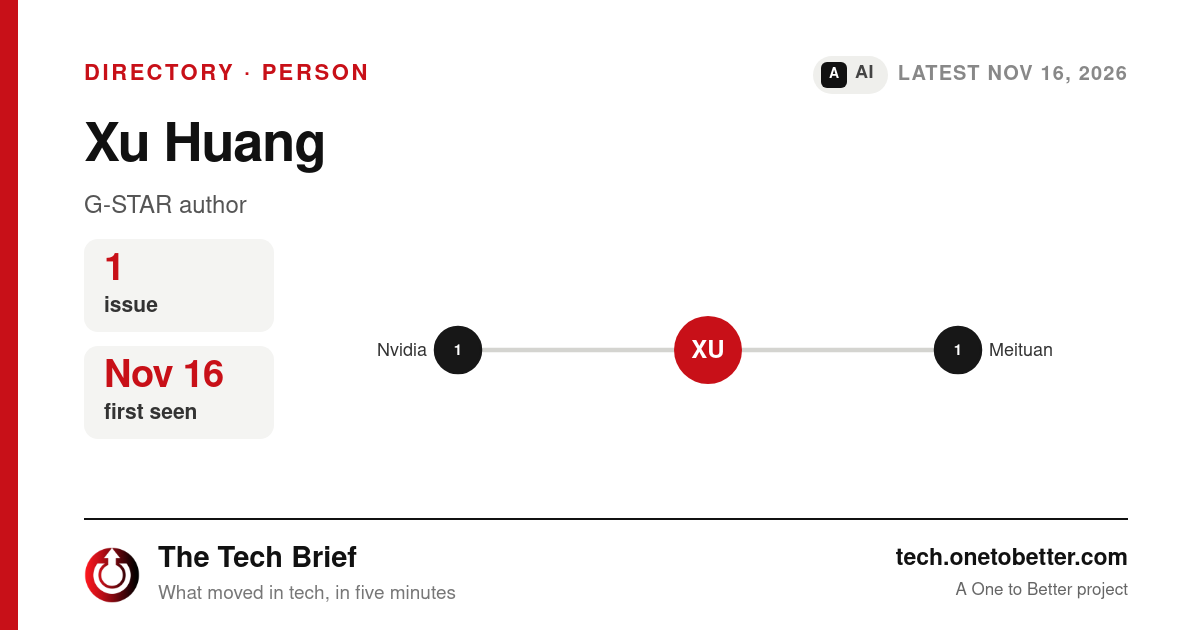 DIRECTORY · PERSON
A AI LATEST NOV 16, 2026
Xu Huang
G-STAR author
1
issue
Nov 16
first seen
Nvidia 1 XU 1 Meituan
The Tech Brief
What moved in tech, in five minutes
tech.onetobetter.com
A One to Better project